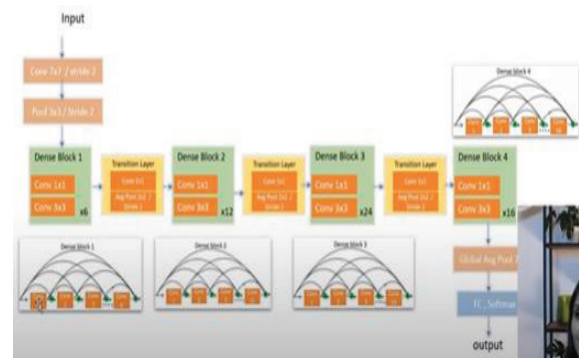 Input
Conv 7x7 / stride 2
Pool 3x3 / Stride 2
Dense Block 1
Conv 1x1
Conv 3x3
x6
Transition Layer
Conv 1x1
Avg Pool 2x2 /
Stride 2
Dense Block 2
Conv 1x1
Conv 3x3
x12
Transition Layer
Conv 1x1
Avg Pool 2x2 /
Stride 2
Dense Block 3
Conv 1x1
Conv 3x3
x24
Transition Layer
Conv 1x1
Avg Pool 2x2 /
Stride 2
Dense block 4
Dense Block 4
Conv 1x1
Conv 3x3
x16
Dense block 1
Dense block 2
Dense block 3
Global Avg Pool 7
FC , Softmax
output